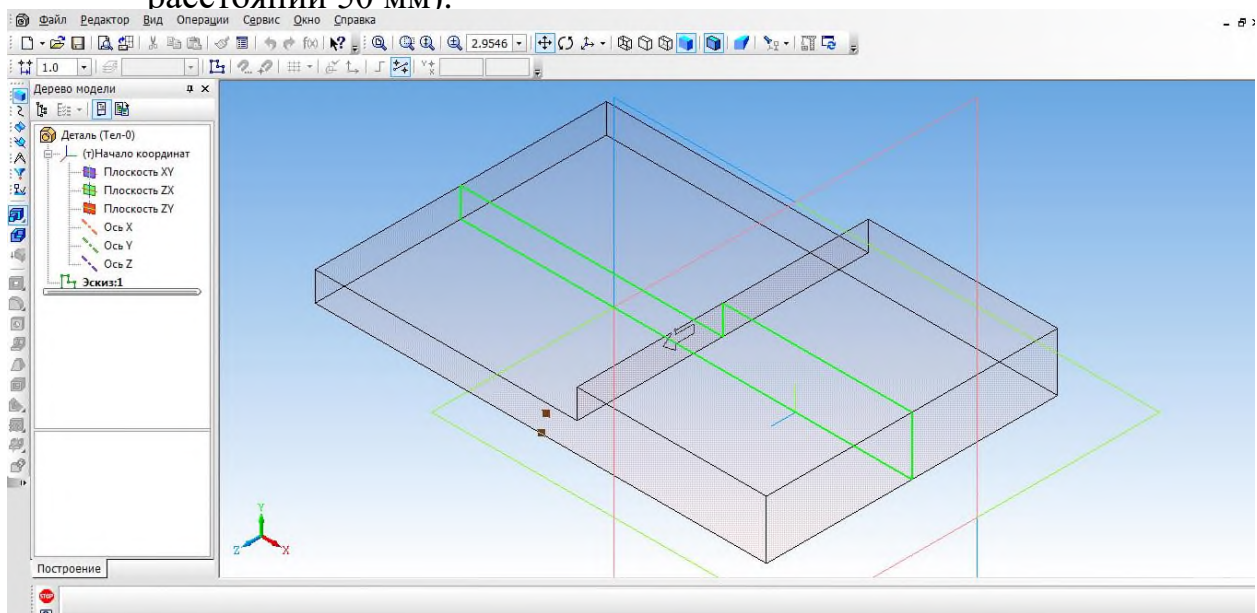 расстоянии 50 мм).
Файл Редактор Вид Операции Сервис Окно Справка
2.9546
1.0
Дерево модели
Деталь (Тел-0)
(т)Начало координат
Плоскость XY
Плоскость ZX
Плоскость ZY
Ось X
Ось Y
Ось Z
Эскиз:1
Y
Z X
Построение
STOP